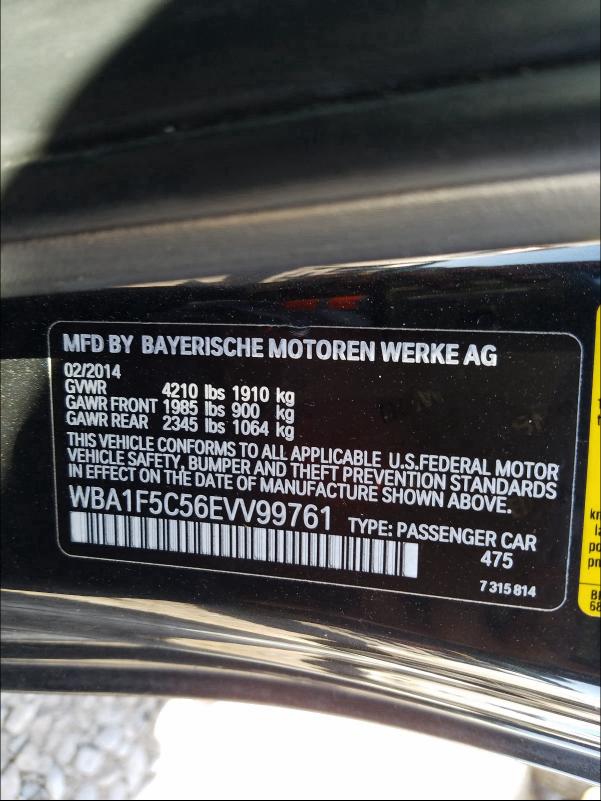 MFD BY BAYERISCHE MOTOREN WERKE AG
02/2014
GVWR 4210 lbs 1910 kg
GAWR FRONT 1985 lbs 900 kg
GAWR REAR 2345 lbs 1064 kg
THIS VEHICLE CONFORMS TO ALL APPLICABLE U.S.FEDERAL MOTOR
VEHICLE SAFETY, BUMPER AND THEFT PREVENTION STANDARDS
IN EFFECT ON THE DATE OF MANUFACTURE SHOWN ABOVE.
WBA1F5C56EVV99761 TYPE: PASSENGER CAR
475
7 315 814